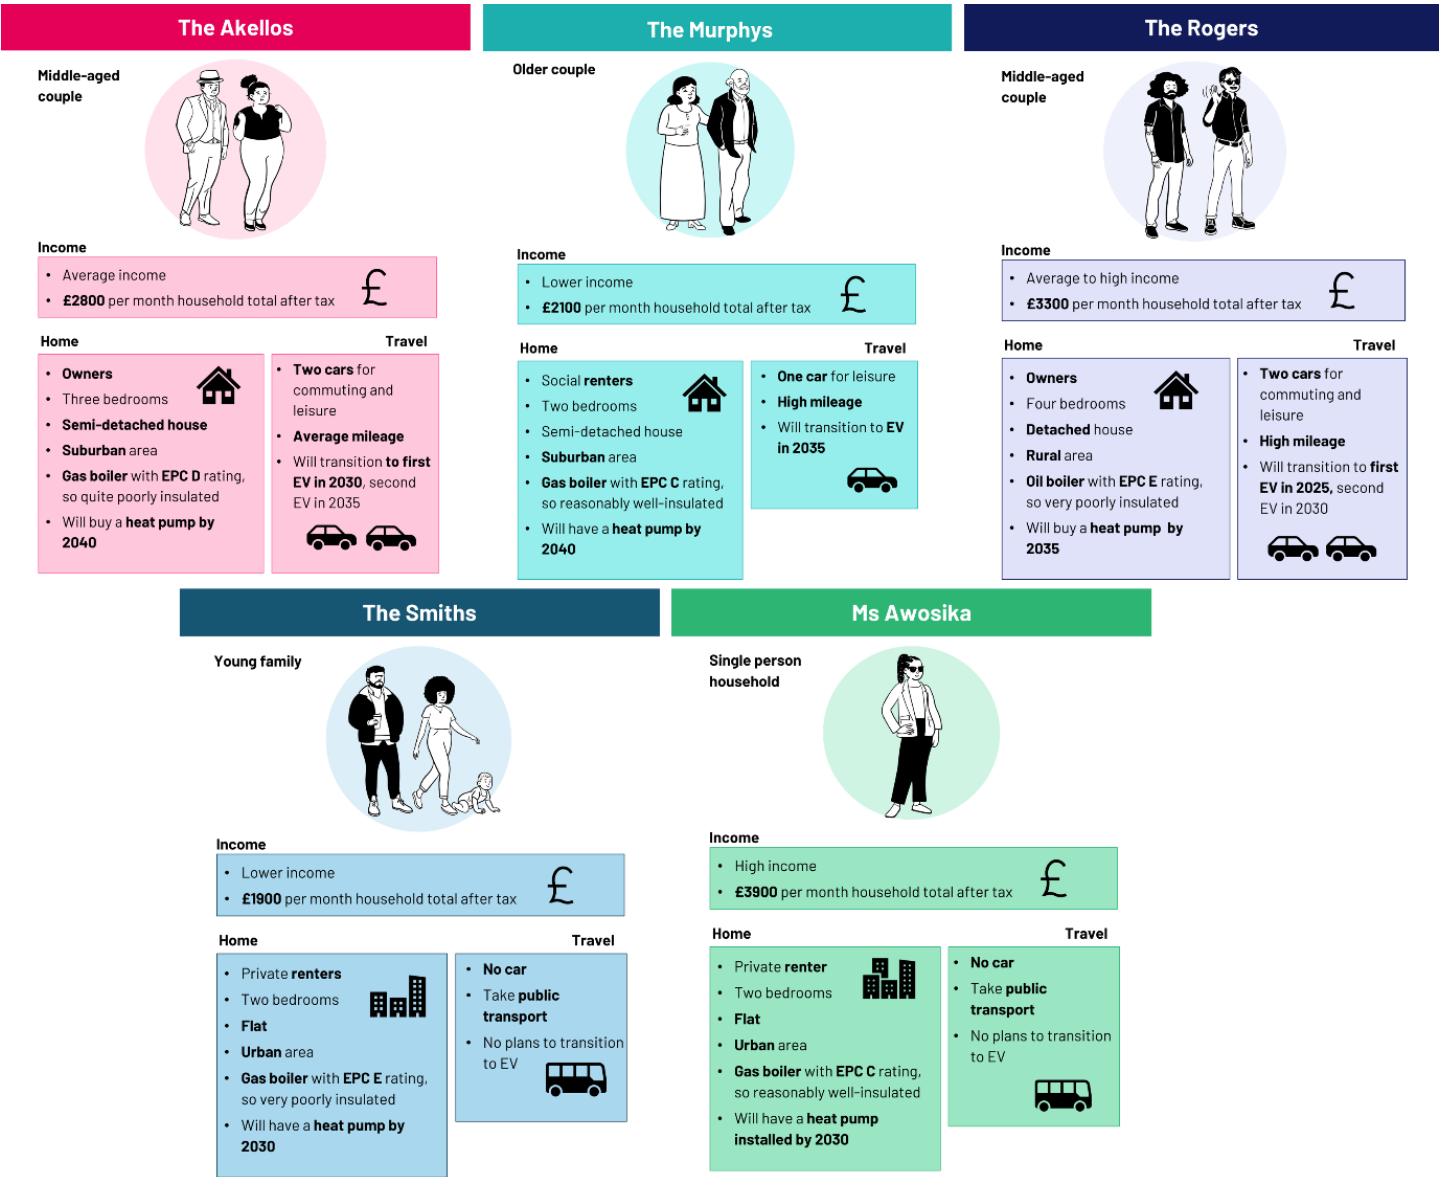 The Akellos
Middle-aged
couple
Income
• Average income
• £2800 per month household total after tax
£
Home
• Owners
• Three bedrooms
• Semi-detached house
• Suburban area
• Gas boiler with EPC D rating,
so quite poorly insulated
• Will buy a heat pump by
2040
Travel
• Two cars for
commuting and
leisure
• Average mileage
• Will transition to first
EV in 2030, second
EV in 2035
The Murphys
Older couple
Income
• Lower income
• £2100 per month household total after tax
£
Home
• Social renters
• Two bedrooms
• Semi-detached house
• Suburban area
• Gas boiler with EPC C rating,
so reasonably well-insulated
• Will have a heat pump by
2040
Travel
• One car for leisure
• High mileage
• Will transition to EV
in 2035
The Rogers
Middle-aged
couple
Income
• Average to high income
• £3300 per month household total after tax
£
Home
• Owners
• Four bedrooms
• Detached house
• Rural area
• Oil boiler with EPC E rating,
so very poorly insulated
• Will buy a heat pump by
2035
Travel
• Two cars for
commuting and
leisure
• High mileage
• Will transition to first
EV in 2025, second
EV in 2030
The Smiths
Young family
Income
• Lower income
• £1900 per month household total after tax
£
Home
• Private renters
• Two bedrooms
• Flat
• Urban area
• Gas boiler with EPC E rating,
so very poorly insulated
• Will have a heat pump by
2030
Travel
• No car
• Take public
transport
• No plans to transition
to EV
Ms Awosika
Single person
household
Income
• High income
• £3900 per month household total after tax
£
Home
• Private renter
• Two bedrooms
• Flat
• Urban area
• Gas boiler with EPC C rating,
so reasonably well-insulated
• Will have a heat pump
installed by 2030
Travel
• No car
• Take public
transport
• No plans to transition
to EV